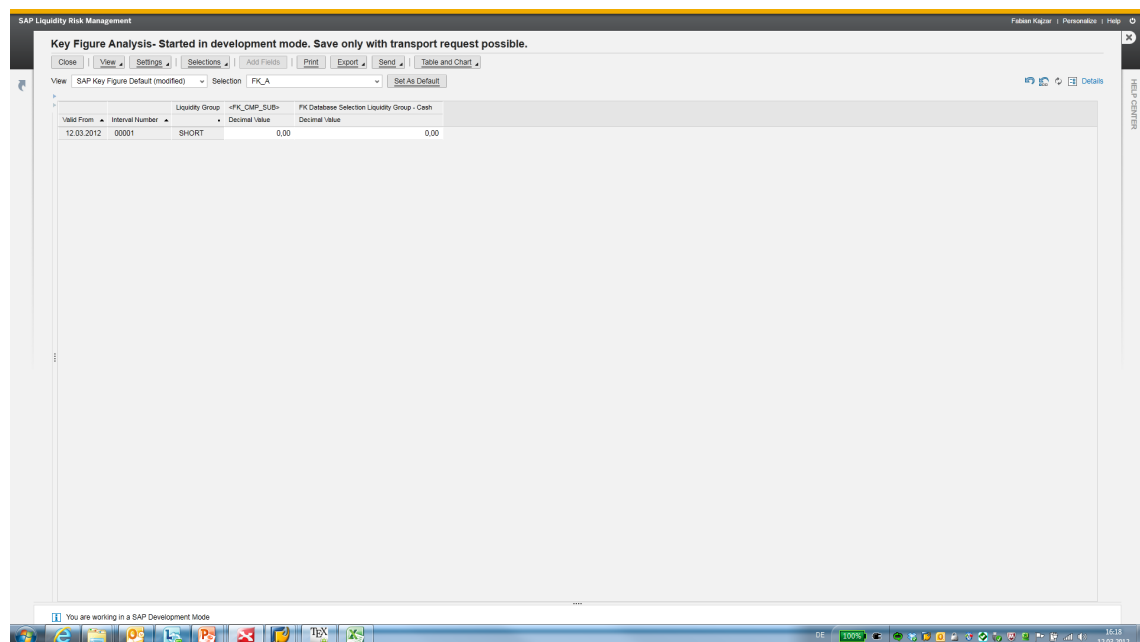 SAP Liquidity Risk Management Fabian Kajzar | Personalize | Help
Key Figure Analysis- Started in development mode. Save only with transport request possible.
Close | View Settings | Selections | Add Fields | Print Export Send | Table and Chart
View SAP Key Figure Default (modified) Selection FK_A Set As Default Details
HELP CENTER
Liquidity Group <FK_CMP_SUB> FK Database Selection Liquidity Group - Cash
Valid From Interval Number Decimal Value Decimal Value
12.03.2012 00001 SHORT 0,00 0,00
You are working in a SAP Development Mode
DE 100% 16:18
12.03.2012